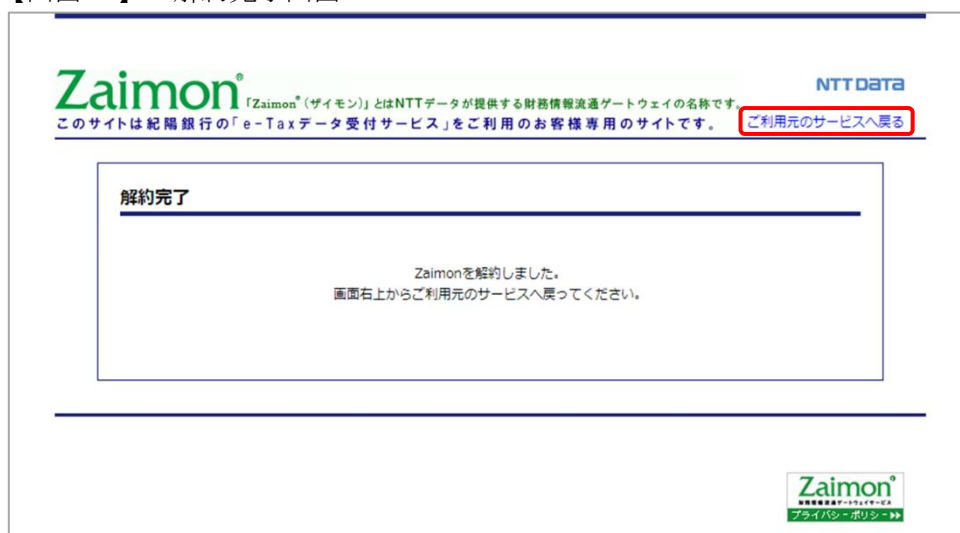 Zaimon®
「Zaimon®（ザイモン）」とはNTTデータが提供する財務情報流通ゲートウェイの名称です。
NTT DATA
このサイトは紀陽銀行の「e-Taxデータ受付サービス」をご利用のお客様専用のサイトです。
ご利用元のサービスへ戻る
解約完了
Zaimonを解約しました。
画面右上からご利用元のサービスへ戻ってください。
Zaimon®
プライバシーポリシー